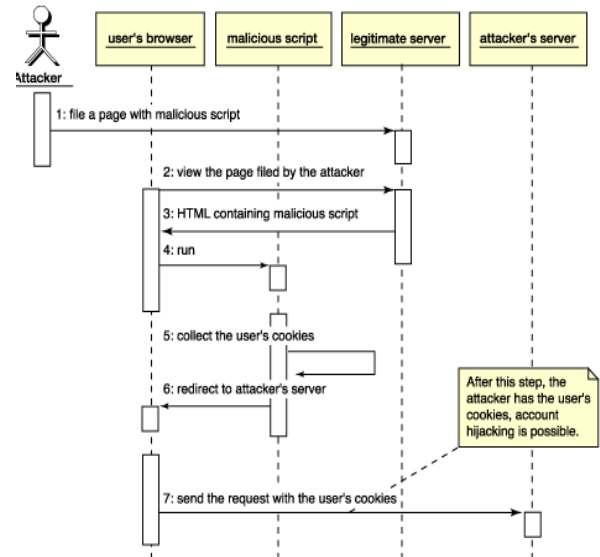 user's browser
malicious script
legitimate server
attacker's server
Attacker
1: file a page with malicious script
2: view the page filed by the attacker
3: HTML containing malicious script
4: run
5: collect the user's cookies
6: redirect to attacker's server
After this step, the
attacker has the user's
cookies, account
hijacking is possible.
7: send the request with the user's cookies